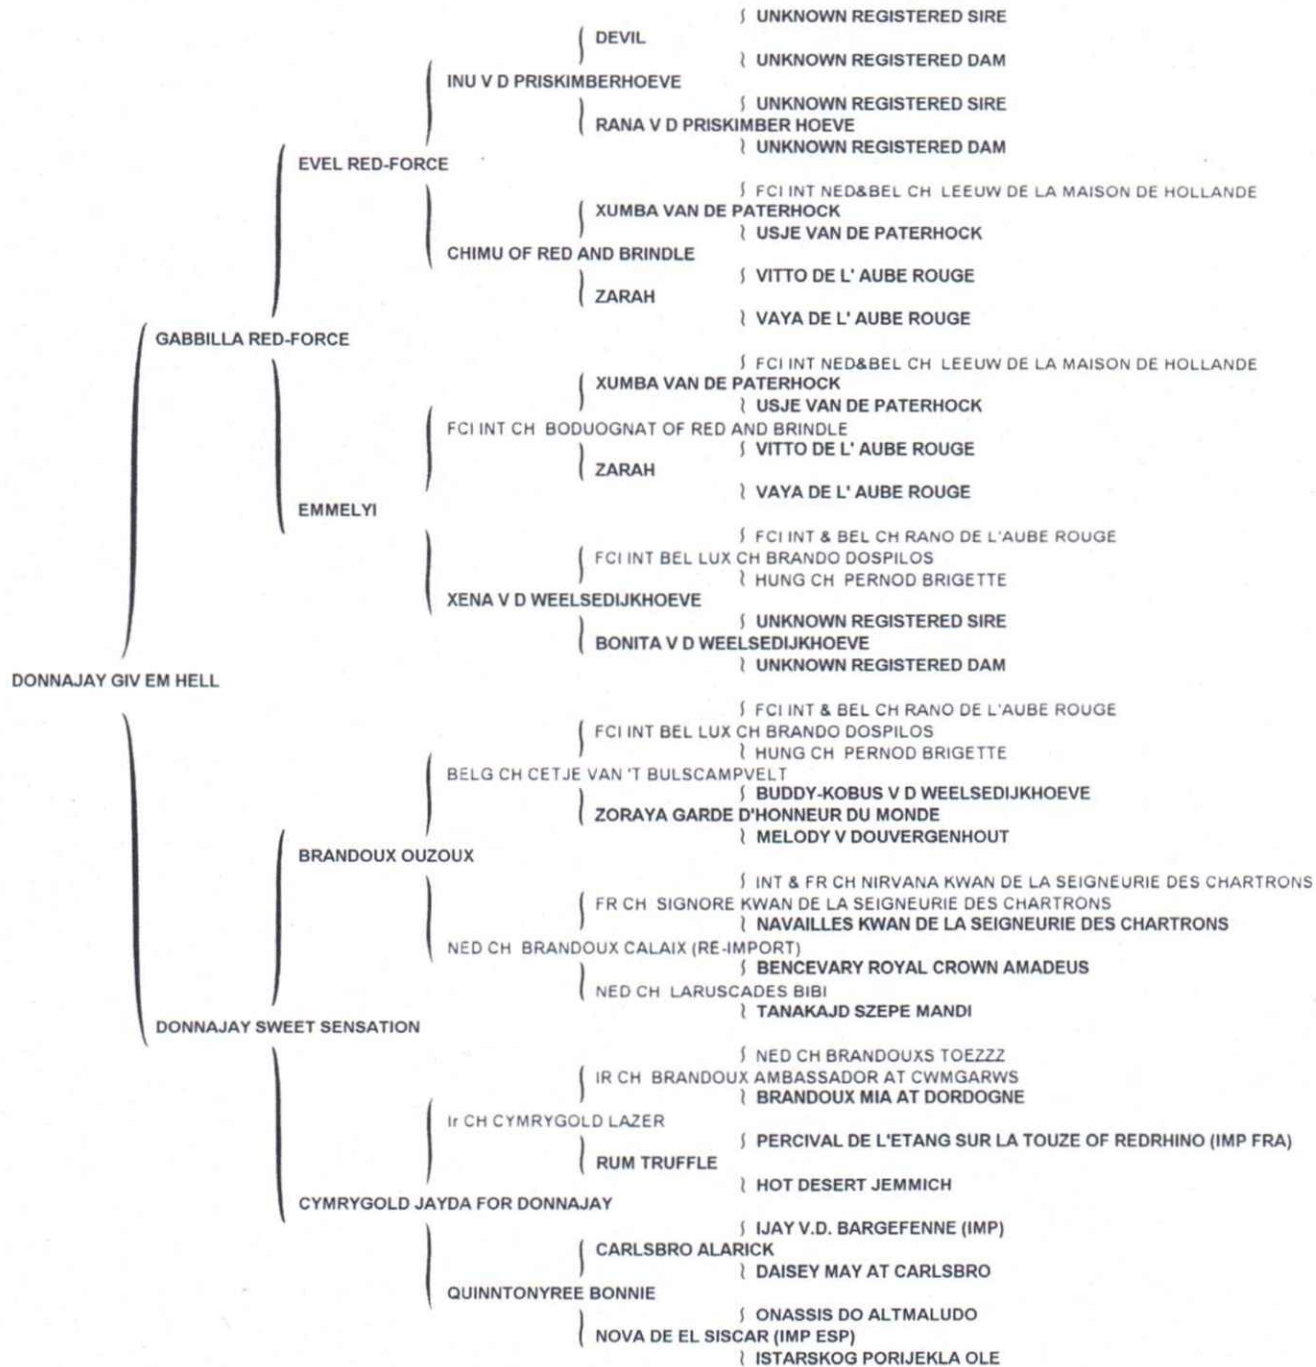 UNKNOWN REGISTERED SIRE
DEVIL
UNKNOWN REGISTERED DAM
INU V D PRISKIMBERHOEVE
UNKNOWN REGISTERED SIRE
RANA V D PRISKIMBER HOEVE
UNKNOWN REGISTERED DAM
EVEL RED-FORCE
FCI INT NED&BEL CH LEEUW DE LA MAISON DE HOLLANDE
XUMBA VAN DE PATERHOCK
USJE VAN DE PATERHOCK
CHIMU OF RED AND BRINDLE
VITTO DE L' AUBE ROUGE
ZARAH
VAYA DE L' AUBE ROUGE
GABBILLA RED-FORCE
FCI INT NED&BEL CH LEEUW DE LA MAISON DE HOLLANDE
XUMBA VAN DE PATERHOCK
USJE VAN DE PATERHOCK
FCI INT CH BODUOGNAT OF RED AND BRINDLE
VITTO DE L' AUBE ROUGE
ZARAH
VAYA DE L' AUBE ROUGE
EMMELYI
FCI INT & BEL CH RANO DE L'AUBE ROUGE
FCI INT BEL LUX CH BRANDO DOSPILOS
HUNG CH PERNOD BRIGETTE
XENA V D WEELSEDIJKHOEVE
UNKNOWN REGISTERED SIRE
BONITA V D WEELSEDIJKHOEVE
UNKNOWN REGISTERED DAM
DONNAJAY GIV EM HELL
FCI INT & BEL CH RANO DE L'AUBE ROUGE
FCI INT BEL LUX CH BRANDO DOSPILOS
HUNG CH PERNOD BRIGETTE
BELG CH CETJE VAN 'T BULSCAMPVELT
BUDDY-KOBUS V D WEELSEDIJKHOEVE
ZORAYA GARDE D'HONNEUR DU MONDE
MELODY V DOUVERGENHOUT
BRANDOUX OUZOUX
INT & FR CH NIRVANA KWAN DE LA SEIGNEURIE DES CHARTRONS
FR CH SIGNORE KWAN DE LA SEIGNEURIE DES CHARTRONS
NAVAILLES KWAN DE LA SEIGNEURIE DES CHARTRONS
NED CH BRANDOUX CALAIX (RE-IMPORT)
BENCEVARY ROYAL CROWN AMADEUS
NED CH LARUSCADES BIBI
TANAKAJD SZEPE MANDI
DONNAJAY SWEET SENSATION
NED CH BRANDOUXS TOEZZZ
IR CH BRANDOUX AMBASSADOR AT CWMGARWS
BRANDOUX MIA AT DORDOGNE
Ir CH CYMRYGOLD LAZER
PERCIVAL DE L'ETANG SUR LA TOUZE OF REDRHINO (IMP FRA)
RUM TRUFFLE
HOT DESERT JEMMICH
CYMRYGOLD JAYDA FOR DONNAJAY
IJAY V.D. BARGEFENNE (IMP)
CARLSBRO ALARICK
DAISEY MAY AT CARLSBRO
QUINNTONYREE BONNIE
ONASSIS DO ALTMALUDO
NOVA DE EL SISCAR (IMP ESP)
ISTARSKOG PORIJEKLA OLE